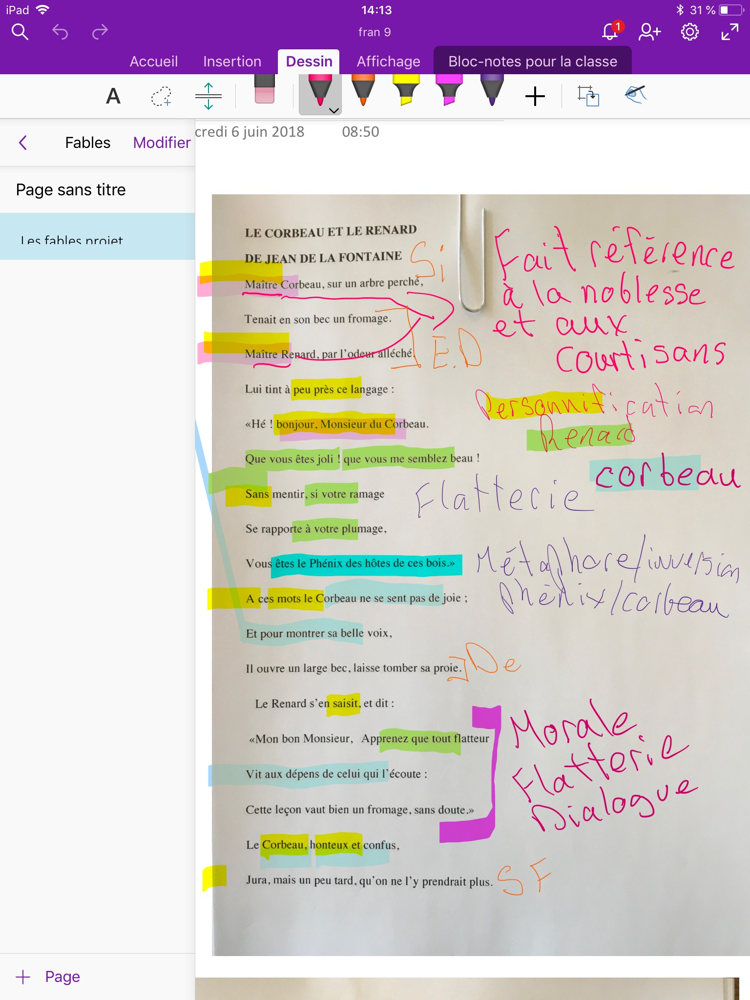 iPad 14:13 31 %
fran 9
1
Accueil Insertion Dessin Affichage Bloc-notes pour la classe
A
Fables Modifier
credi 6 juin 2018 08:50
Page sans titre
Les fables projet
LE CORBEAU ET LE RENARD
DE JEAN DE LA FONTAINE
Si
Fait référence
à la noblesse
et aux
courtisans
Maître Corbeau, sur un arbre perché,
Tenait en son bec un fromage.
Maître Renard, par l'odeur alléché,
E.D
Lui tint à peu près ce langage :
Personnification
«Hé ! bonjour, Monsieur du Corbeau.
Renard
Que vous êtes joli ! que vous me semblez beau !
corbeau
Sans mentir, si votre ramage
Flatterie
Se rapporte à votre plumage,
Vous êtes le Phénix des hôtes de ces bois.»
Métaphore/inversion
phénix/corbeau
A ces mots le Corbeau ne se sent pas de joie ;
Et pour montrer sa belle voix,
Il ouvre un large bec, laisse tomber sa proie.
De
Le Renard s'en saisit, et dit :
«Mon bon Monsieur, Apprenez que tout flatteur
Vit aux dépens de celui qui l'écoute :
Cette leçon vaut bien un fromage, sans doute.»
Morale
Flatterie
Dialogue
Le Corbeau, honteux et confus,
Jura, mais un peu tard, qu'on ne l'y prendrait plus.
SF
+ Page